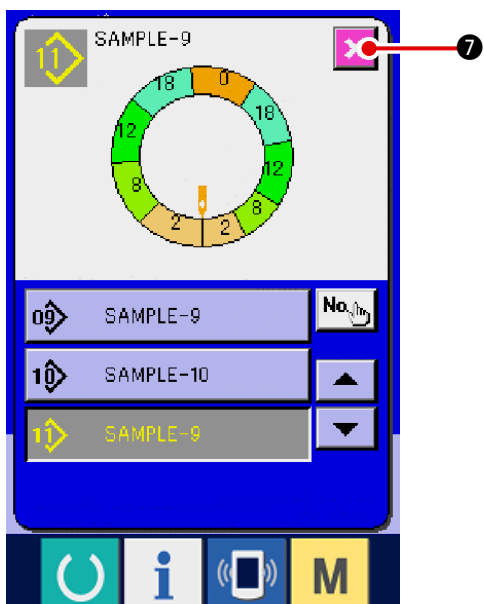 11 SAMPLE-9
7
18 0 18
12 12
8 8
2 2
09 SAMPLE-9
No.
10 SAMPLE-10
11 SAMPLE-9
i M